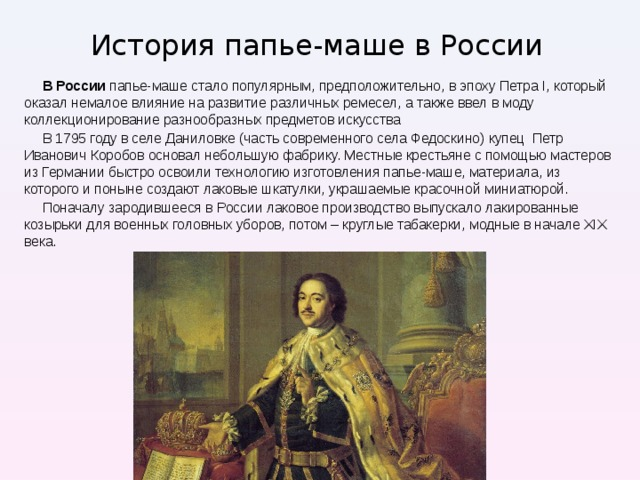 История папье-маше в России
В России папье-маше стало популярным, предположительно, в эпоху Петра I, который
оказал немалое влияние на развитие различных ремесел, а также ввел в моду
коллекционирование разнообразных предметов искусства
В 1795 году в селе Даниловке (часть современного села Федоскино) купец Петр
Иванович Коробов основал небольшую фабрику. Местные крестьяне с помощью мастеров
из Германии быстро освоили технологию изготовления папье-маше, материала, из
которого и поныне создают лаковые шкатулки, украшаемые красочной миниатюрой.
Поначалу зародившееся в России лаковое производство выпускало лакированные
козырьки для военных головных уборов, потом – круглые табакерки, модные в начале XIX
века.